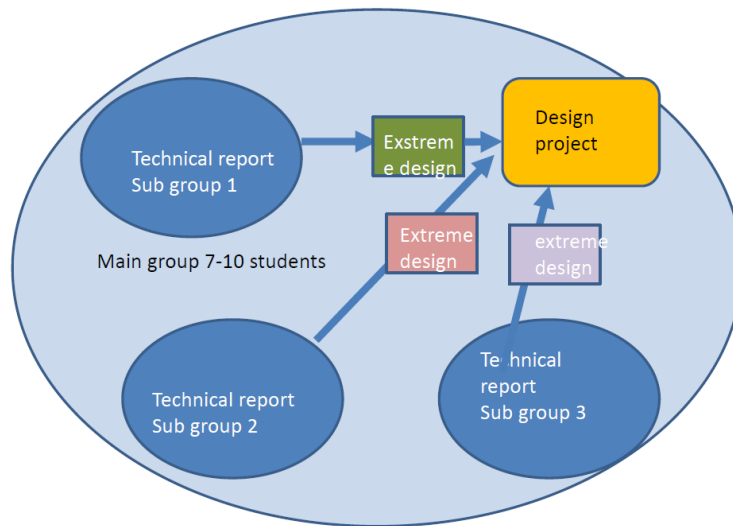 Technical report
Sub group 1
Exstrem
e design
Design
project
Main group 7-10 students
Extreme
design
extreme
design
Technical report
Sub group 2
Technical
report
Sub group 3